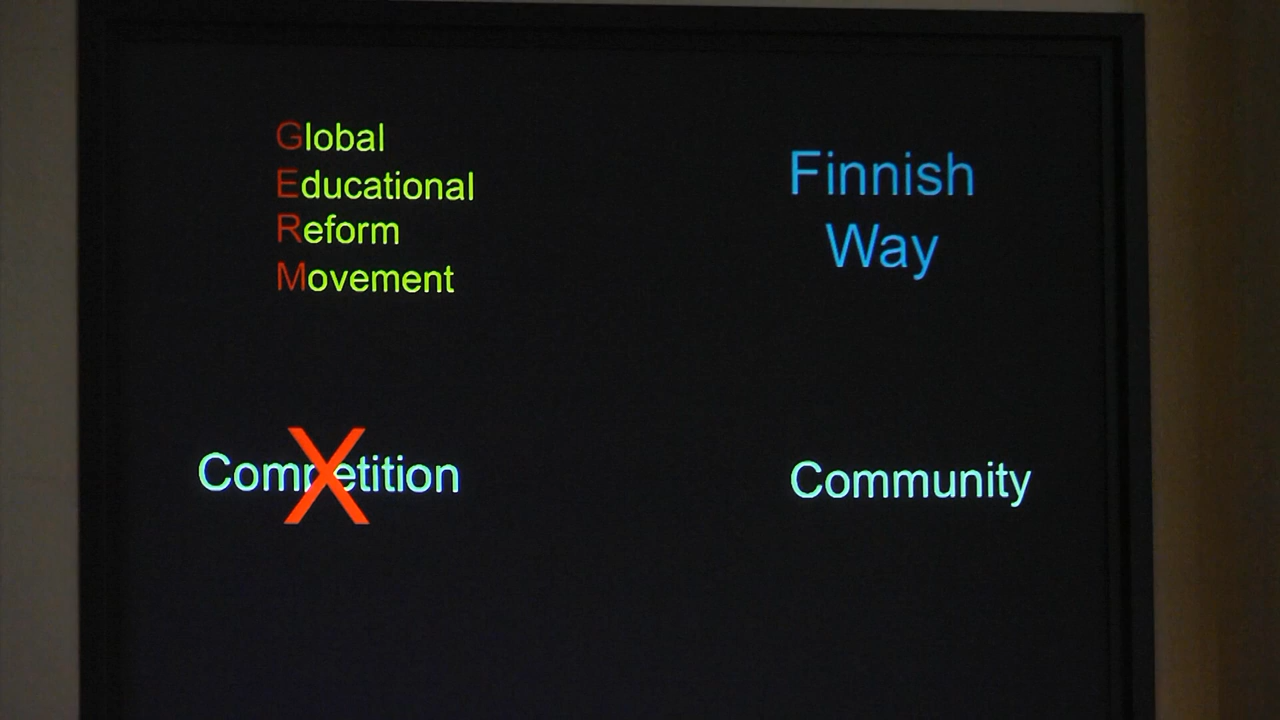 Global
Educational
Reform
Movement
Finnish
Way
Competition
X
Community